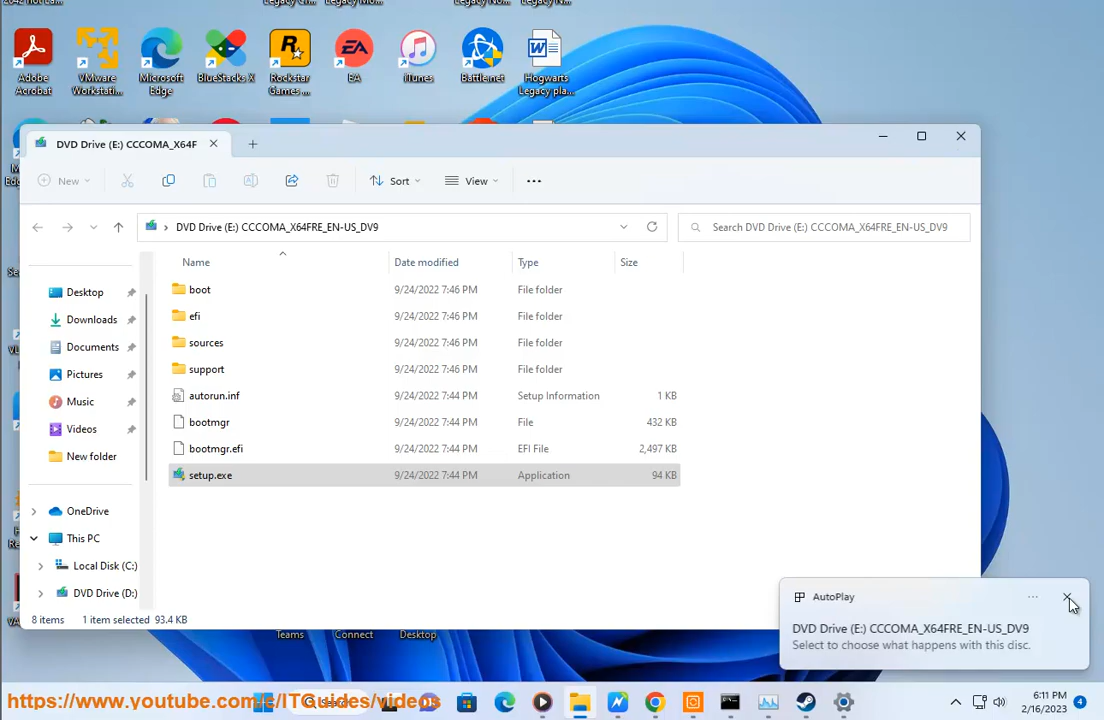 Adobe Acrobat
VMware Workstati...
Microsoft Edge
BlueStacks X
Rockstar Games ...
EA
iTunes
Battle.net
Hogwarts Legacy pla...
DVD Drive (E:) CCCOMA_X64F
New
Sort
View
DVD Drive (E:) CCCOMA_X64FRE_EN-US_DV9
Search DVD Drive (E:) CCCOMA_X64FRE_EN-US_DV9
Name Date modified Type Size
Desktop
Downloads
Documents
Pictures
Music
Videos
New folder
OneDrive
This PC
Local Disk (C:)
DVD Drive (D:)
boot 9/24/2022 7:46 PM File folder
efi 9/24/2022 7:46 PM File folder
sources 9/24/2022 7:46 PM File folder
support 9/24/2022 7:46 PM File folder
autorun.inf 9/24/2022 7:44 PM Setup Information 1 KB
bootmgr 9/24/2022 7:44 PM File 432 KB
bootmgr.efi 9/24/2022 7:44 PM EFI File 2,497 KB
setup.exe 9/24/2022 7:44 PM Application 94 KB
8 items 1 item selected 93.4 KB
AutoPlay
DVD Drive (E:) CCCOMA_X64FRE_EN-US_DV9
Select to choose what happens with this disc.
Teams
Connect
Desktop
https://www.youtube.com/c/ITGuides/videos
6:11 PM
2/16/2023
4